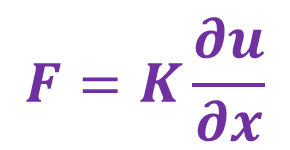 F = K ∂u/∂x